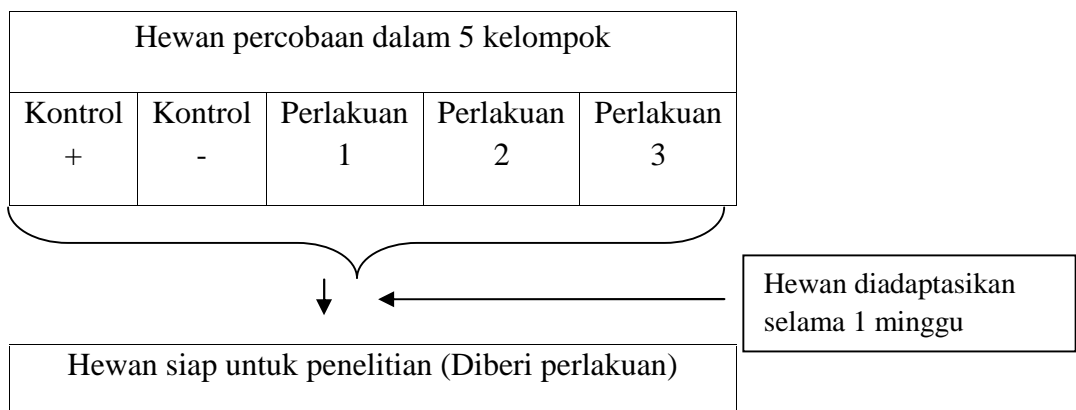 Hewan percobaan dalam 5 kelompok
Kontrol Kontrol Perlakuan Perlakuan Perlakuan
+ - 1 2 3
Hewan diadaptasikan
selama 1 minggu
Hewan siap untuk penelitian (Diberi perlakuan)